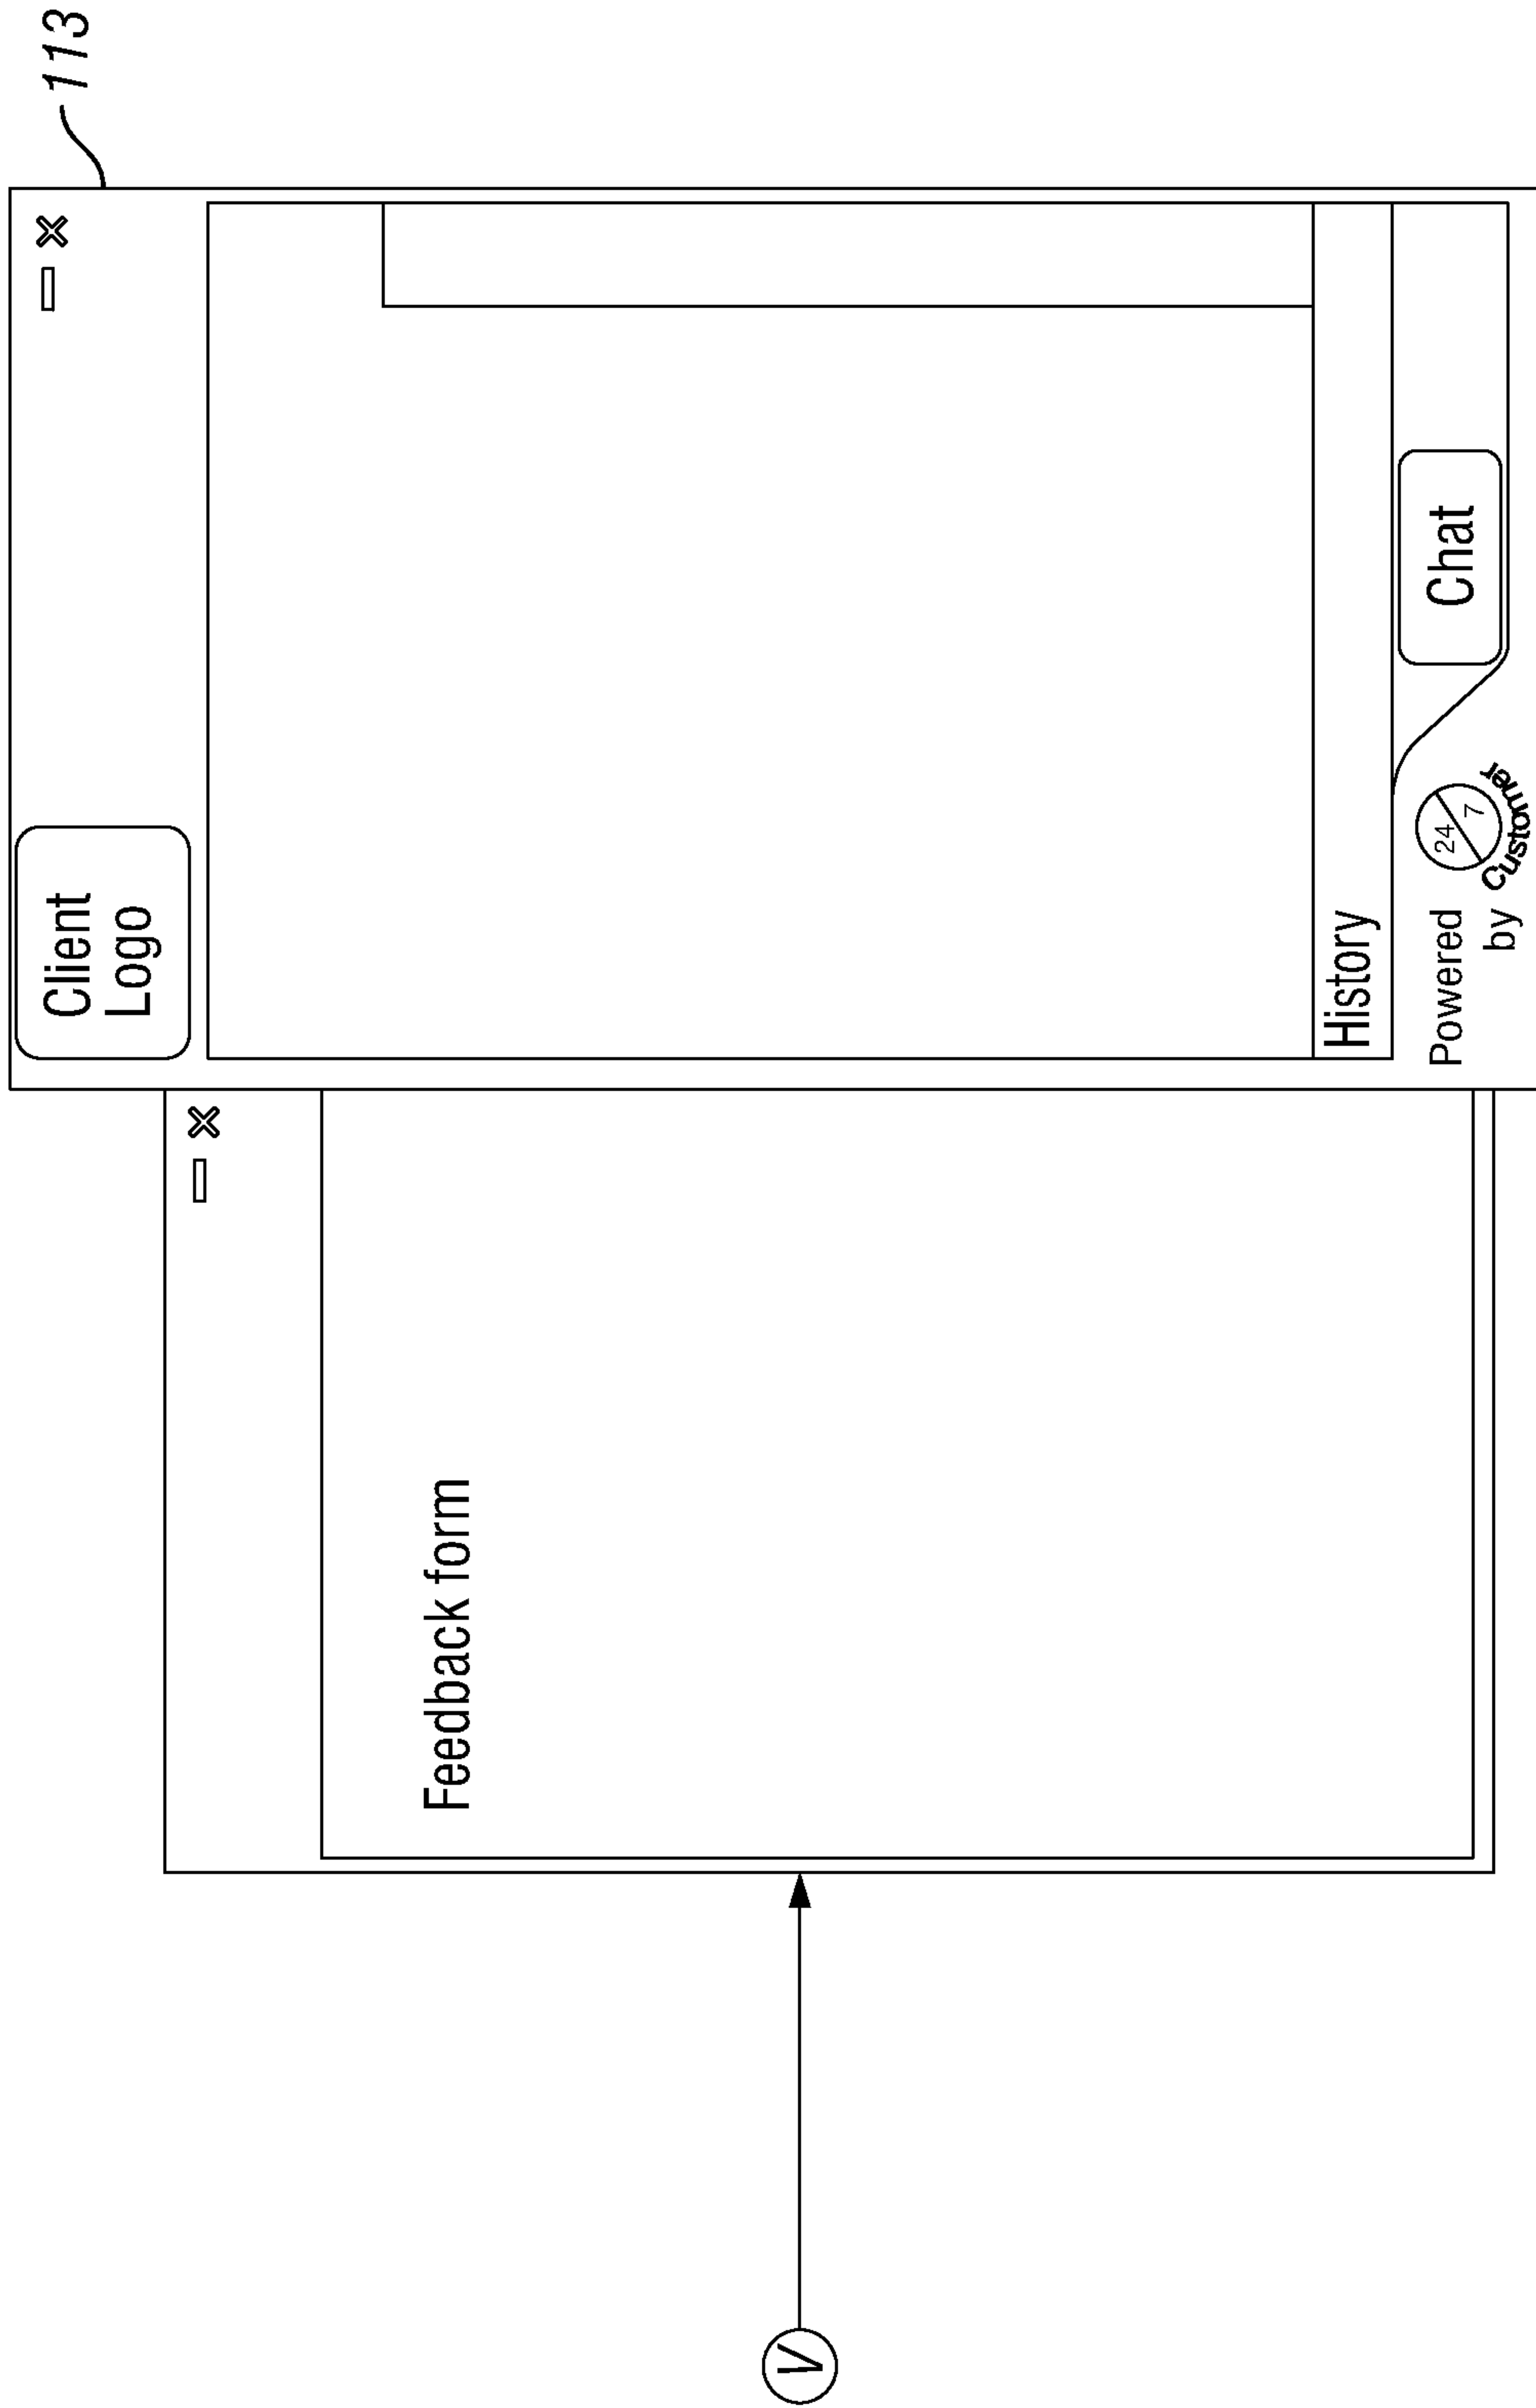 113
Client
Logo
Feedback form
History
Chat
Powered
by
24
7
Customer
V